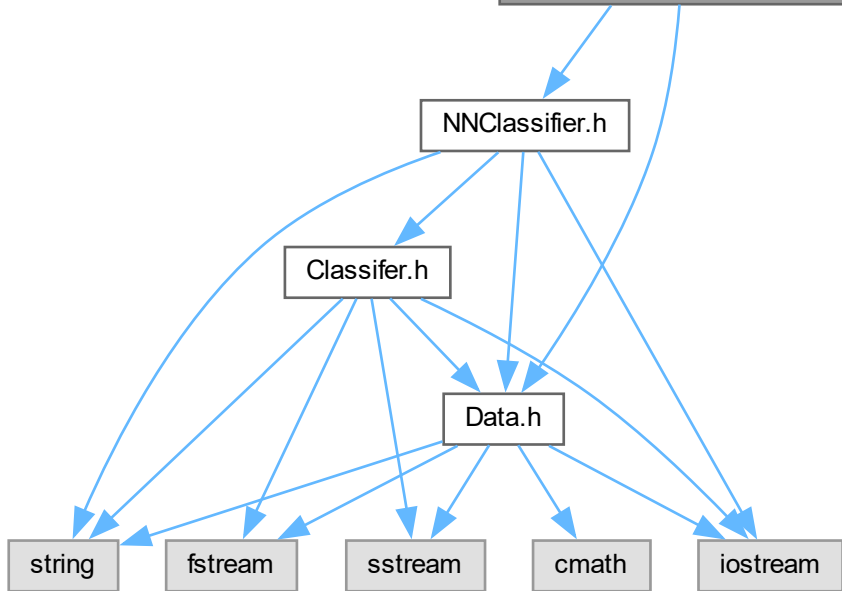 NNClassifier.h
Classifer.h
Data.h
string
fstream
sstream
cmath
iostream